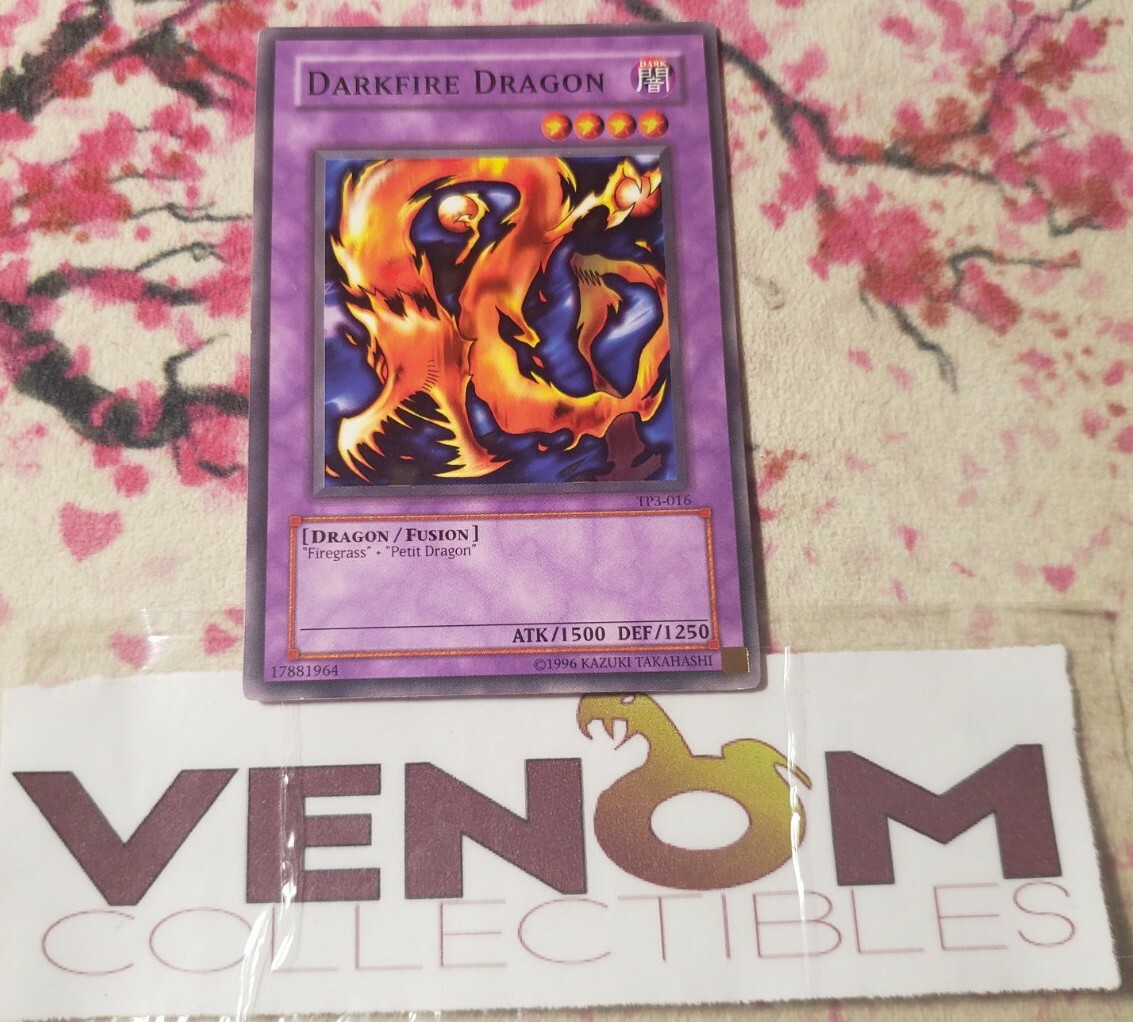 DARKFIRE DRAGON
DARK
闇
TP3-016
[DRAGON / FUSION]
"Firegrass" + "Petit Dragon"
ATK/1500 DEF/1250
17881964
©1996 KAZUKI TAKAHASHI
VENOM
COLLECTIBLES